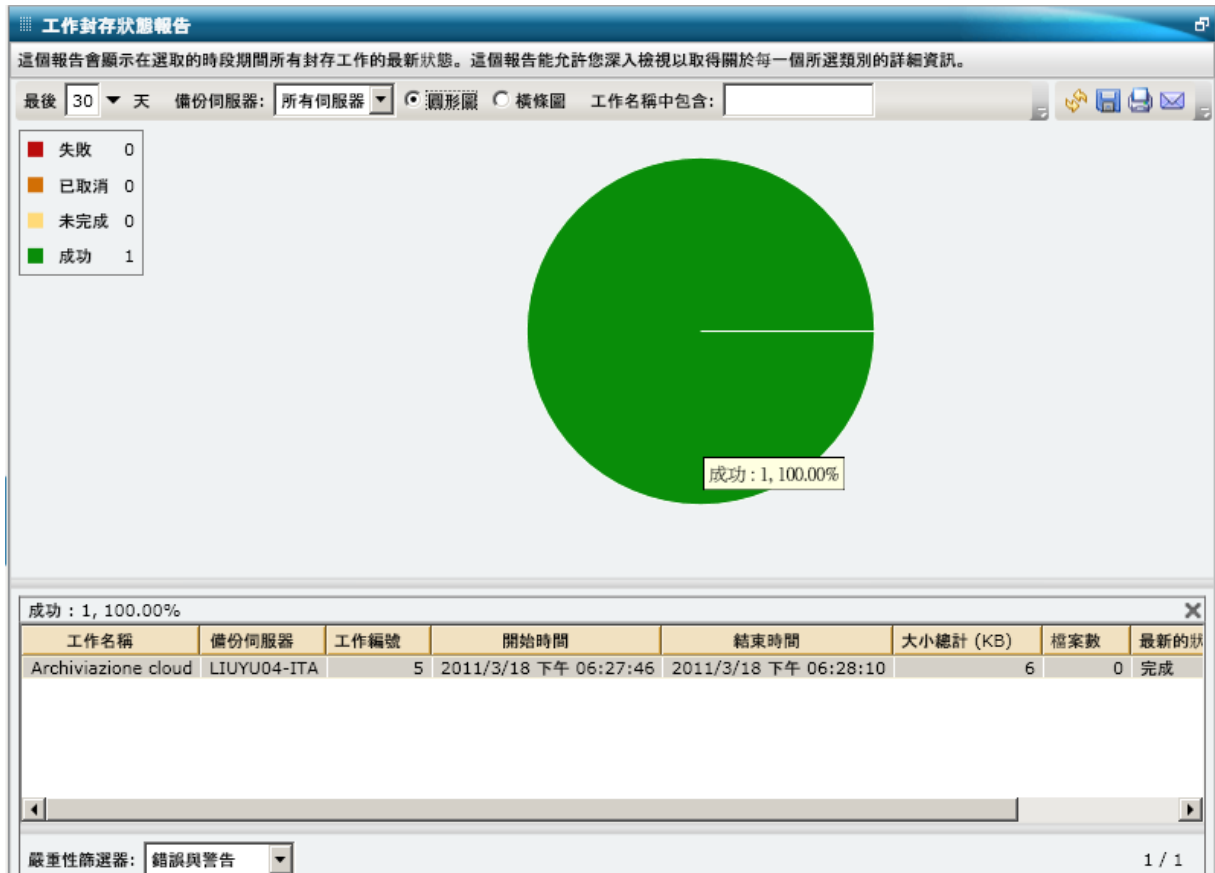 工作封存狀態報告
這個報告會顯示在選取的時段期間所有封存工作的最新狀態。這個報告能允許您深入檢視以取得關於每一個所選類別的詳細資訊。
最後 30 天 備份伺服器: 所有伺服器 圓形圖 橫條圖 工作名稱中包含:
失敗 0
已取消 0
未完成 0
成功 1
成功 : 1, 100.00%
成功 : 1, 100.00%
工作名稱 備份伺服器 工作編號 開始時間 結束時間 大小總計 (KB) 檔案數 最新的狀
Archiviazione cloud LIUYU04-ITA 5 2011/3/18 下午 06:27:46 2011/3/18 下午 06:28:10 6 0 完成
嚴重性篩選器: 錯誤與警告 1 / 1